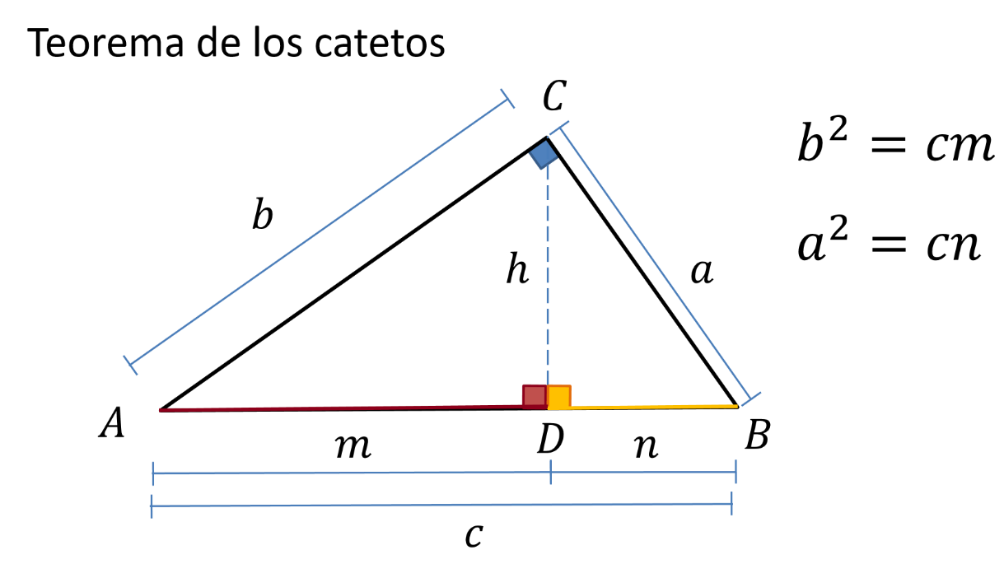 Teorema de los catetos
C
b² = cm
b
a² = cn
h
a
A
m
D
n
B
c